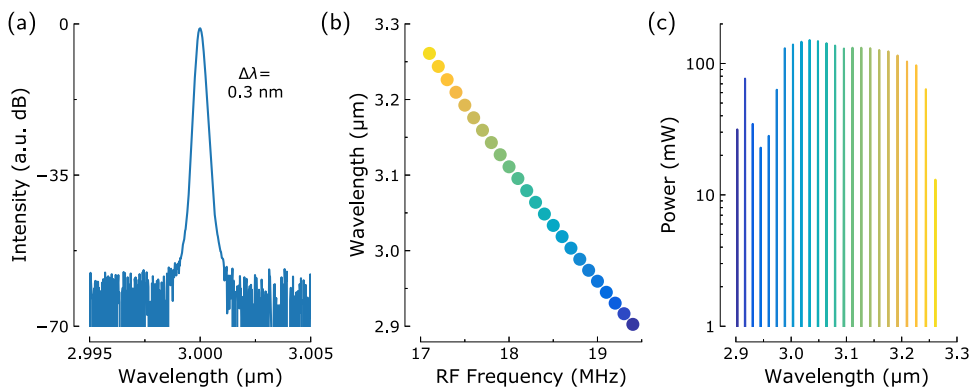 (a)
0
−35
−70
Intensity (a.u. dB)
Δλ=
0.3 nm
2.995
3.000
3.005
Wavelength (μm)
(b)
3.3
3.2
3.1
3.0
2.9
Wavelength (μm)
17
18
19
RF Frequency (MHz)
(c)
100
10
1
Power (mW)
2.9
3.0
3.1
3.2
3.3
Wavelength (μm)